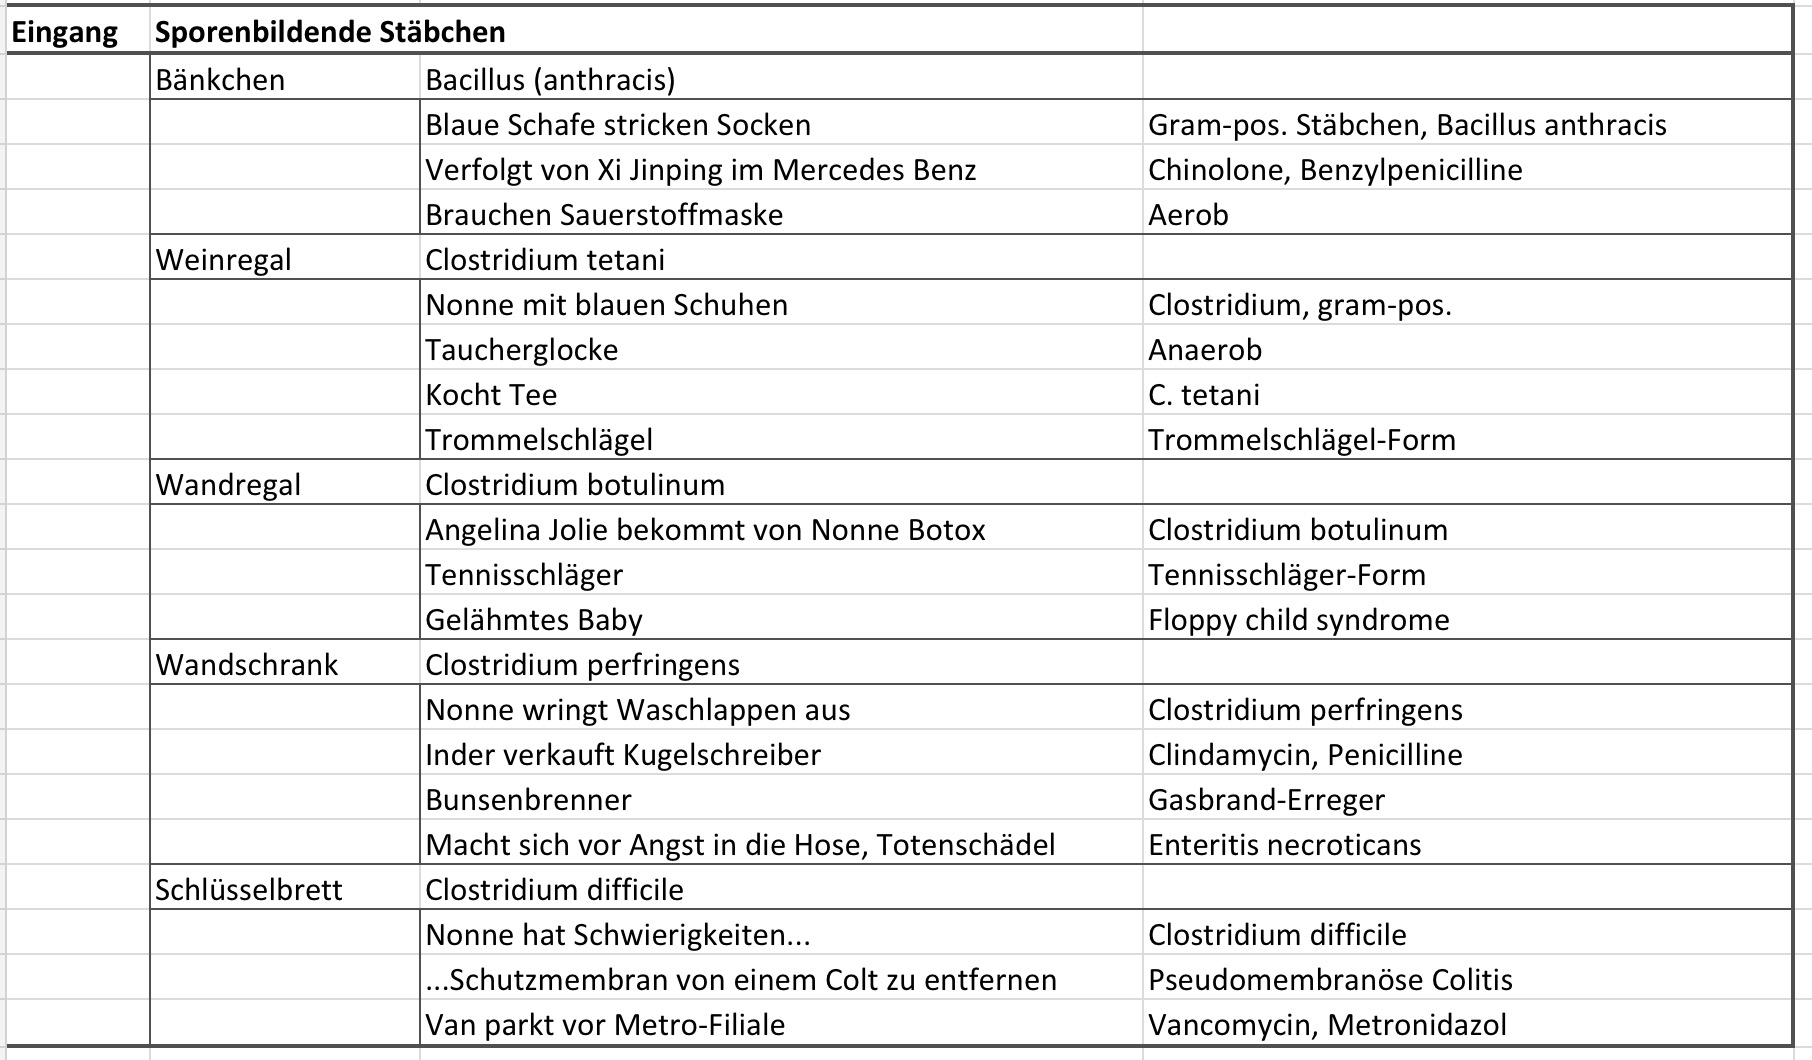 Eingang Sporenbildende Stäbchen
Bänkchen Bacillus (anthracis)
Blaue Schafe stricken Socken Gram-pos. Stäbchen, Bacillus anthracis
Verfolgt von Xi Jinping im Mercedes Benz Chinolone, Benzylpenicilline
Brauchen Sauerstoffmaske Aerob
Weinregal Clostridium tetani
Nonne mit blauen Schuhen Clostridium, gram-pos.
Taucherglocke Anaerob
Kocht Tee C. tetani
Trommelschlägel Trommelschlägel-Form
Wandregal Clostridium botulinum
Angelina Jolie bekommt von Nonne Botox Clostridium botulinum
Tennisschläger Tennisschläger-Form
Gelähmtes Baby Floppy child syndrome
Wandschrank Clostridium perfringens
Nonne wringt Waschlappen aus Clostridium perfringens
Inder verkauft Kugelschreiber Clindamycin, Penicilline
Bunsenbrenner Gasbrand-Erreger
Macht sich vor Angst in die Hose, Totenschädel Enteritis necroticans
Schlüsselbrett Clostridium difficile
Nonne hat Schwierigkeiten... Clostridium difficile
...Schutzmembran von einem Colt zu entfernen Pseudomembranöse Colitis
Van parkt vor Metro-Filiale Vancomycin, Metronidazol